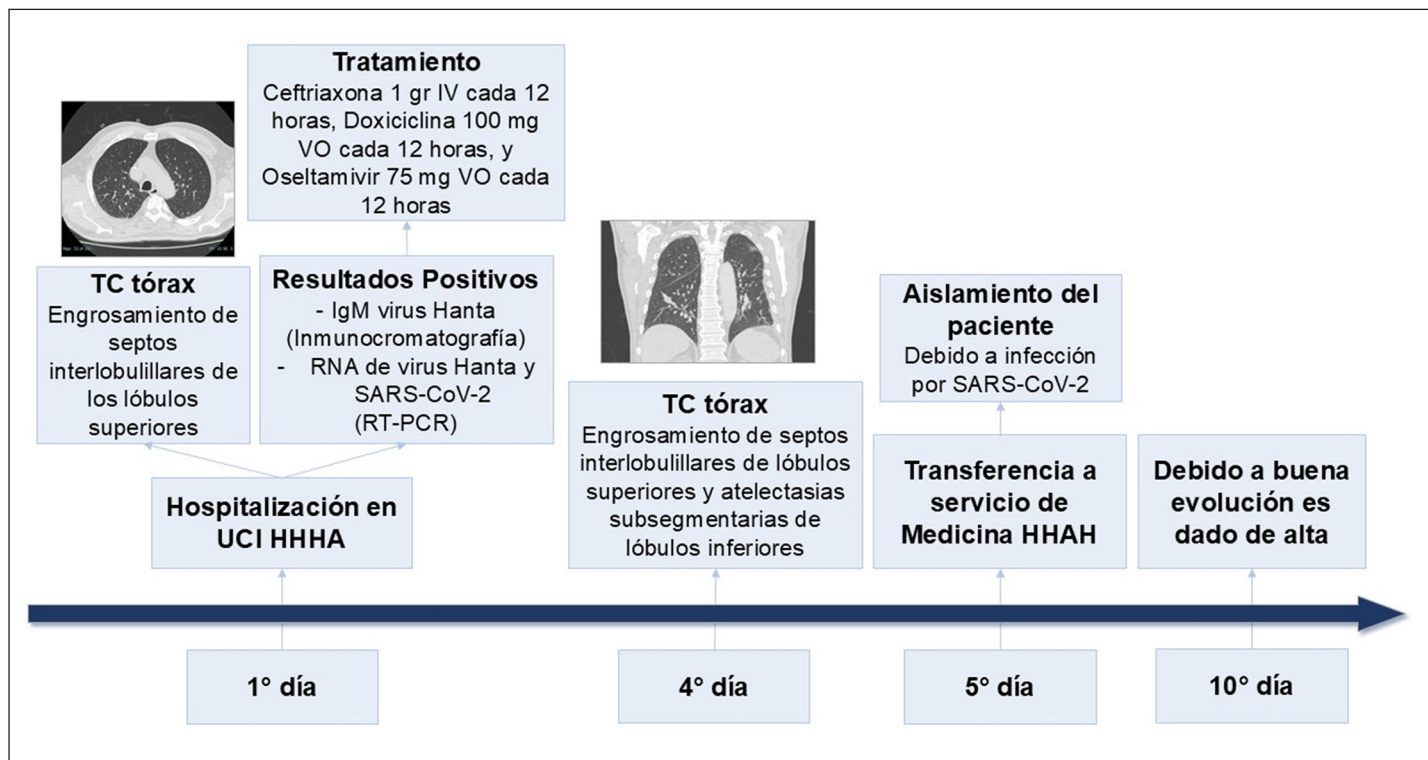 Tratamiento
Ceftriaxona 1 gr IV cada 12
horas, Doxiciclina 100 mg
VO cada 12 horas, y
Oseltamivir 75 mg VO cada
12 horas
TC tórax
Engrosamiento de
septos
interlobulillares de
los lóbulos
superiores
Resultados Positivos
- IgM virus Hanta
(Inmunocromatografía)
- RNA de virus Hanta y
SARS-CoV-2
(RT-PCR)
Hospitalización en
UCI HHHA
TC tórax
Engrosamiento de septos
interlobulillares de lóbulos
superiores y atelectasias
subsegmentarias de
lóbulos inferiores
Aislamiento del
paciente
Debido a infección
por SARS-CoV-2
Transferencia a
servicio de
Medicina HHAH
Debido a buena
evolución es
dado de alta
1° día
4° día
5° día
10° día